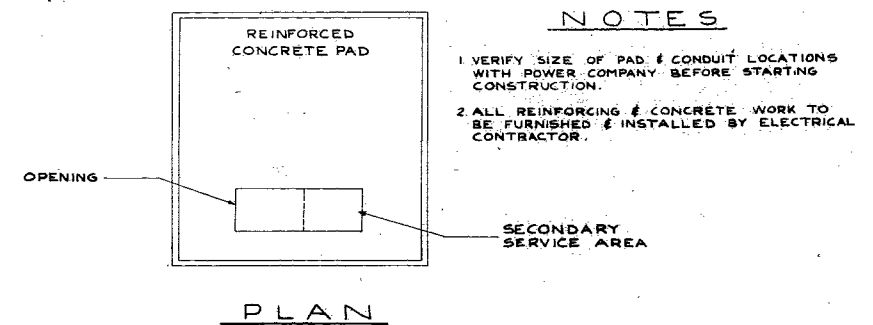 REINFORCED
CONCRETE PAD
OPENING
SECONDARY
SERVICE AREA
PLAN
NOTES
1. VERIFY SIZE OF PAD & CONDUIT LOCATIONS
WITH POWER COMPANY BEFORE STARTING
CONSTRUCTION.
2. ALL REINFORCING & CONCRETE WORK TO
BE FURNISHED & INSTALLED BY ELECTRICAL
CONTRACTOR.